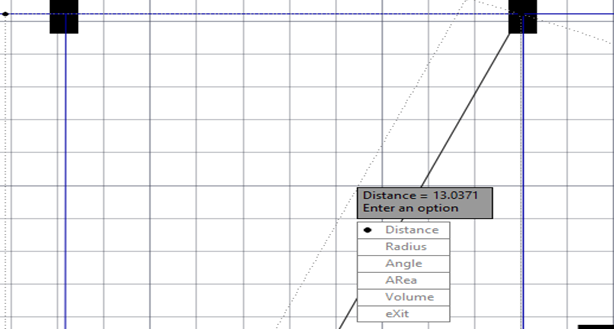 Distance = 13.0371
Enter an option
Distance
Radius
Angle
ARea
Volume
eXit